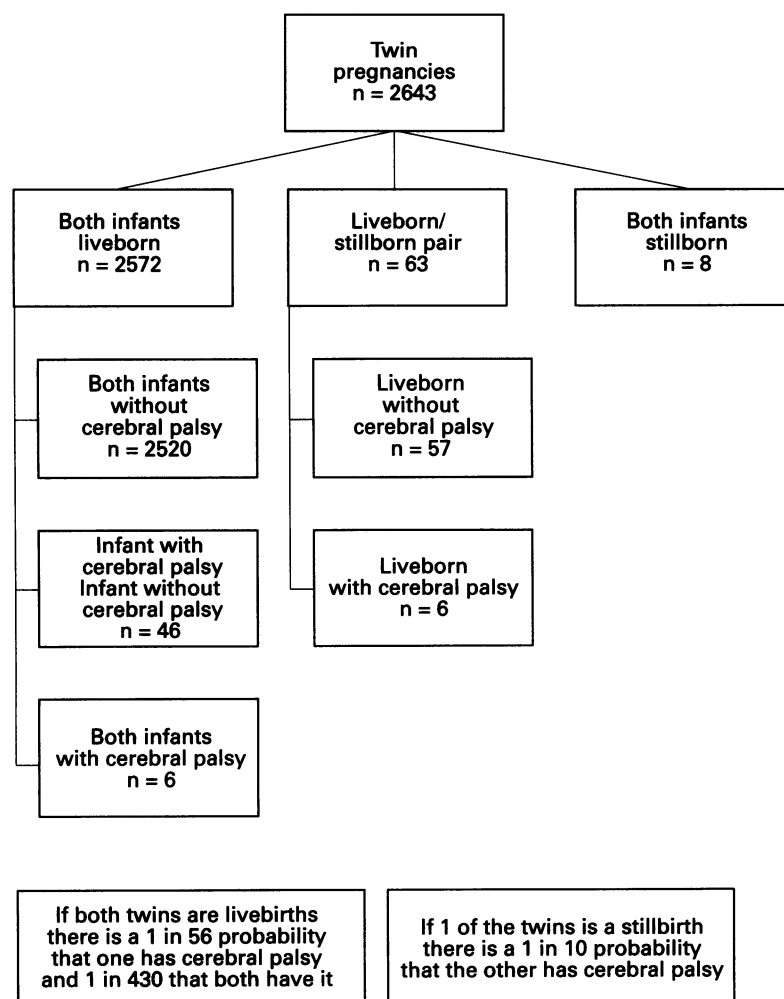 Twin
pregnancies
n = 2643
Both infants
liveborn
n = 2572
Liveborn/
stillborn pair
n = 63
Both infants
stillborn
n = 8
Both infants
without
cerebral palsy
n = 2520
Liveborn
without
cerebral palsy
n = 57
Infant with
cerebral palsy
Infant without
cerebral palsy
n = 46
Liveborn
with cerebral palsy
n = 6
Both infants
with cerebral palsy
n = 6
If both twins are livebirths
there is a 1 in 56 probability
that one has cerebral palsy
and 1 in 430 that both have it
If 1 of the twins is a stillbirth
there is a 1 in 10 probability
that the other has cerebral palsy